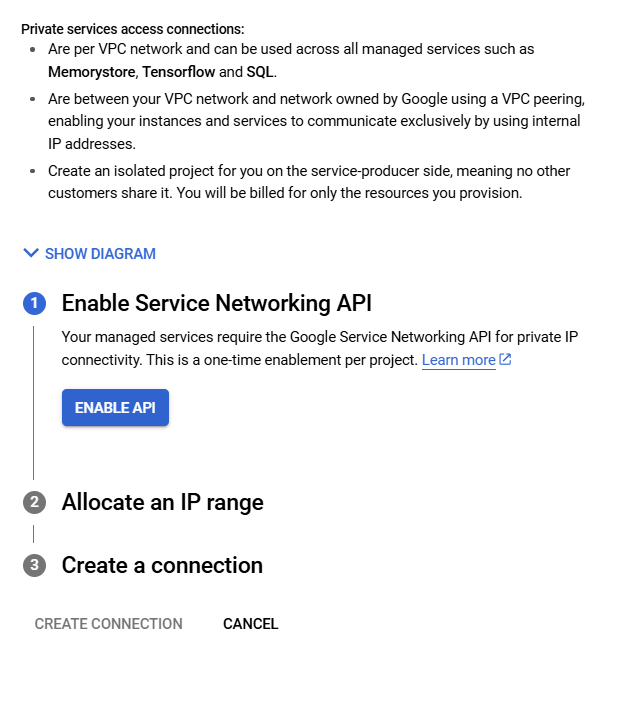 Private services access connections:
Are per VPC network and can be used across all managed services such as
Memorystore, Tensorflow and SQL.
Are between your VPC network and network owned by Google using a VPC peering,
enabling your instances and services to communicate exclusively by using internal
IP addresses.
Create an isolated project for you on the service-producer side, meaning no other
customers share it. You will be billed for only the resources you provision.
SHOW DIAGRAM
1 Enable Service Networking API
Your managed services require the Google Service Networking API for private IP
connectivity. This is a one-time enablement per project. Learn more
ENABLE API
2 Allocate an IP range
3 Create a connection
CREATE CONNECTION CANCEL